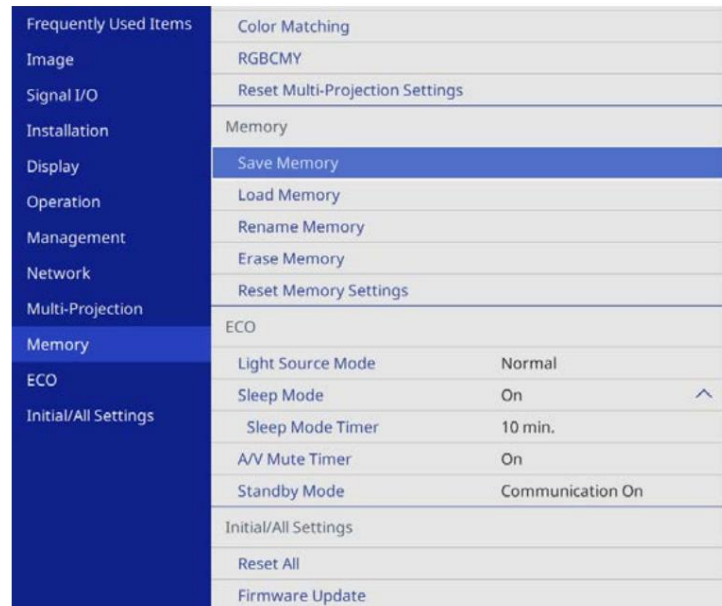 Frequently Used Items
Image
Signal I/O
Installation
Display
Operation
Management
Network
Multi-Projection
Memory
ECO
Initial/All Settings
Color Matching
RGBCMY
Reset Multi-Projection Settings
Memory
Save Memory
Load Memory
Rename Memory
Erase Memory
Reset Memory Settings
ECO
Light Source Mode Normal
Sleep Mode On
Sleep Mode Timer 10 min.
A/V Mute Timer On
Standby Mode Communication On
Initial/All Settings
Reset All
Firmware Update